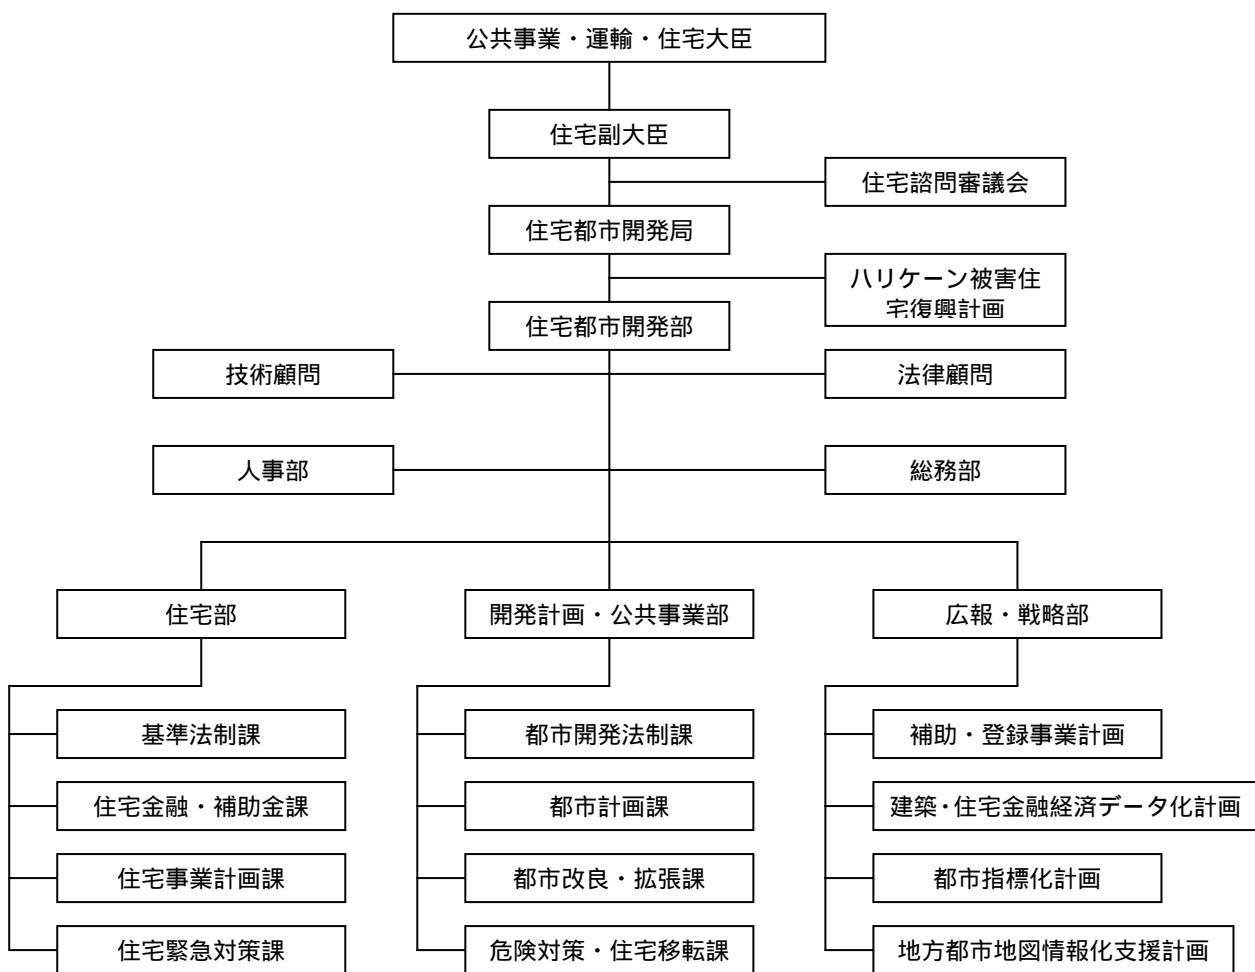 公共事業・運輸・住宅大臣
住宅副大臣
住宅諮問審議会
住宅都市開発局
ハリケーン被害住
宅復興計画
住宅都市開発部
技術顧問
法律顧問
人事部
総務部
住宅部
開発計画・公共事業部
広報・戦略部
基準法制課
都市開発法制課
補助・登録事業計画
住宅金融・補助金課
都市計画課
建築・住宅金融経済データ化計画
住宅事業計画課
都市改良・拡張課
都市指標化計画
住宅緊急対策課
危険対策・住宅移転課
地方都市地図情報化支援計画